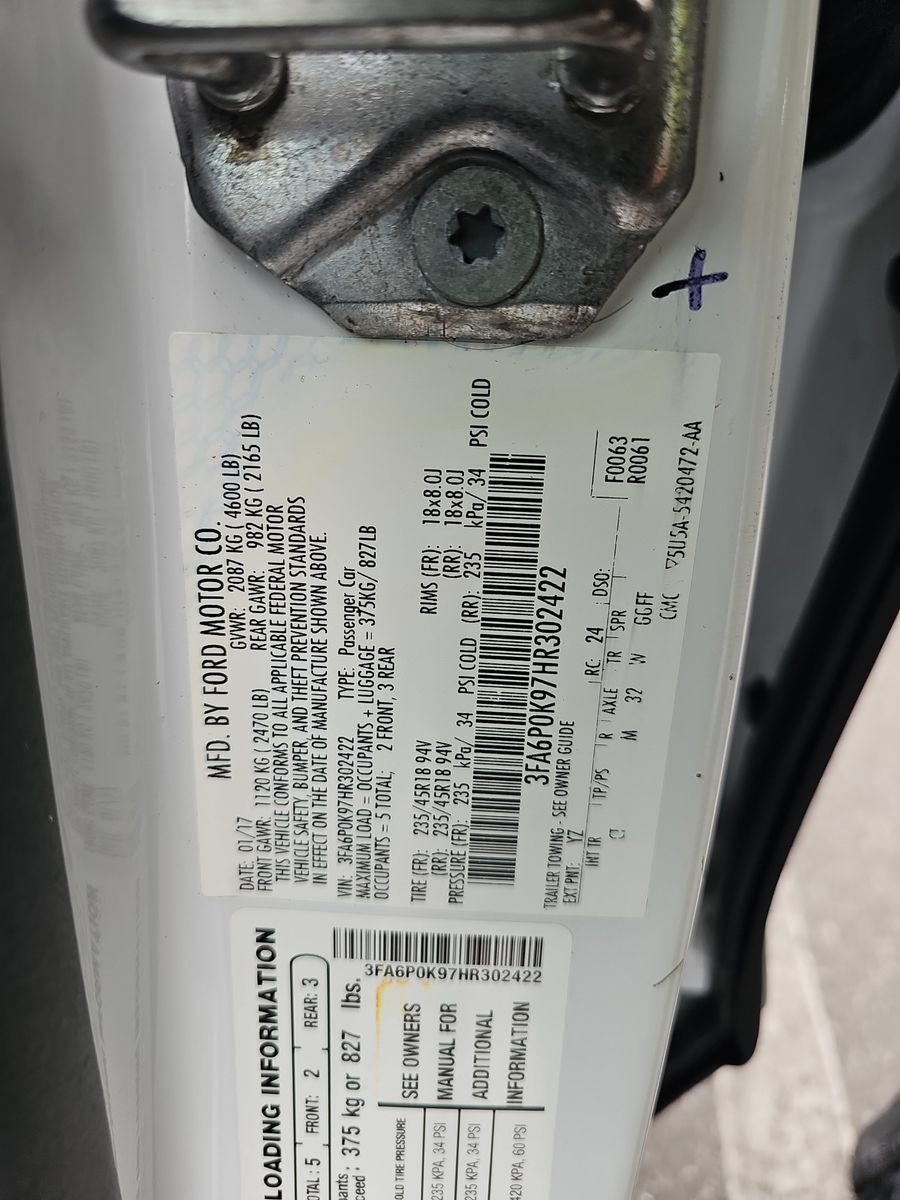 MFD. BY FORD MOTOR CO.
DATE: 01/17 GVWR: 2087 KG ( 4600 LB)
FRONT GAWR: 1120 KG ( 2470 LB) REAR GAWR: 982 KG ( 2165 LB)
THIS VEHICLE CONFORMS TO ALL APPLICABLE FEDERAL MOTOR
VEHICLE SAFETY, BUMPER, AND THEFT PREVENTION STANDARDS
IN EFFECT ON THE DATE OF MANUFACTURE SHOWN ABOVE.
VIN: 3FA6P0K97HR302422 TYPE: Passenger Car
MAXIMUM LOAD = OCCUPANTS + LUGGAGE = 375KG/ 827LB
OCCUPANTS = 5 TOTAL, 2 FRONT, 3 REAR
TIRE (FR): 235/45R18 94V RIMS (FR): 18x8.0J
(RR): 235/45R18 94V (RR): 18x8.0J
PRESSURE (FR): 235 kPa/ 34 PSI COLD (RR): 235 kPa/ 34 PSI COLD
3FA6P0K97HR302422
TRAILER TOWING - SEE OWNER GUIDE
EXT PNT: YZ RC: 24 DSO: F0063
INT TR TP/PS R AXLE TR SPR R0061
M 32 W GGFF
CMC 5U5A-5420472-AA
LOADING INFORMATION
OTAL : 5 FRONT: 2 REAR: 3
ceed : 375 kg or 827 lbs.
3FA6P0K97HR302422
OLD TIRE PRESSURE
235 KPA, 34 PSI
235 KPA, 34 PSI
420 KPA, 60 PSI
SEE OWNERS
MANUAL FOR
ADDITIONAL
INFORMATION